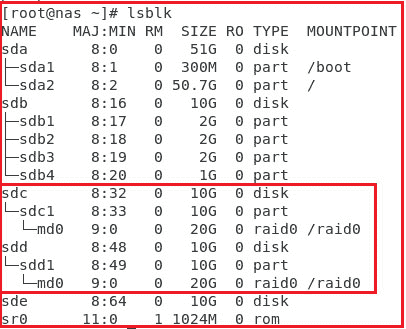 [root@nas ~]# lsblk
NAME   MAJ:MIN RM  SIZE RO TYPE  MOUNTPOINT
sda      8:0    0   51G  0 disk
├─sda1   8:1    0  300M  0 part  /boot
└─sda2   8:2    0 50.7G  0 part  /
sdb      8:16   0   10G  0 disk
├─sdb1   8:17   0    2G  0 part
├─sdb2   8:18   0    2G  0 part
├─sdb3   8:19   0    2G  0 part
└─sdb4   8:20   0    1G  0 part
sdc      8:32   0   10G  0 disk
└─sdc1   8:33   0   10G  0 part
  └─md0  9:0    0   20G  0 raid0 /raid0
sdd      8:48   0   10G  0 disk
└─sdd1   8:49   0   10G  0 part
  └─md0  9:0    0   20G  0 raid0 /raid0
sde      8:64   0   10G  0 disk
sr0     11:0    1 1024M  0 rom